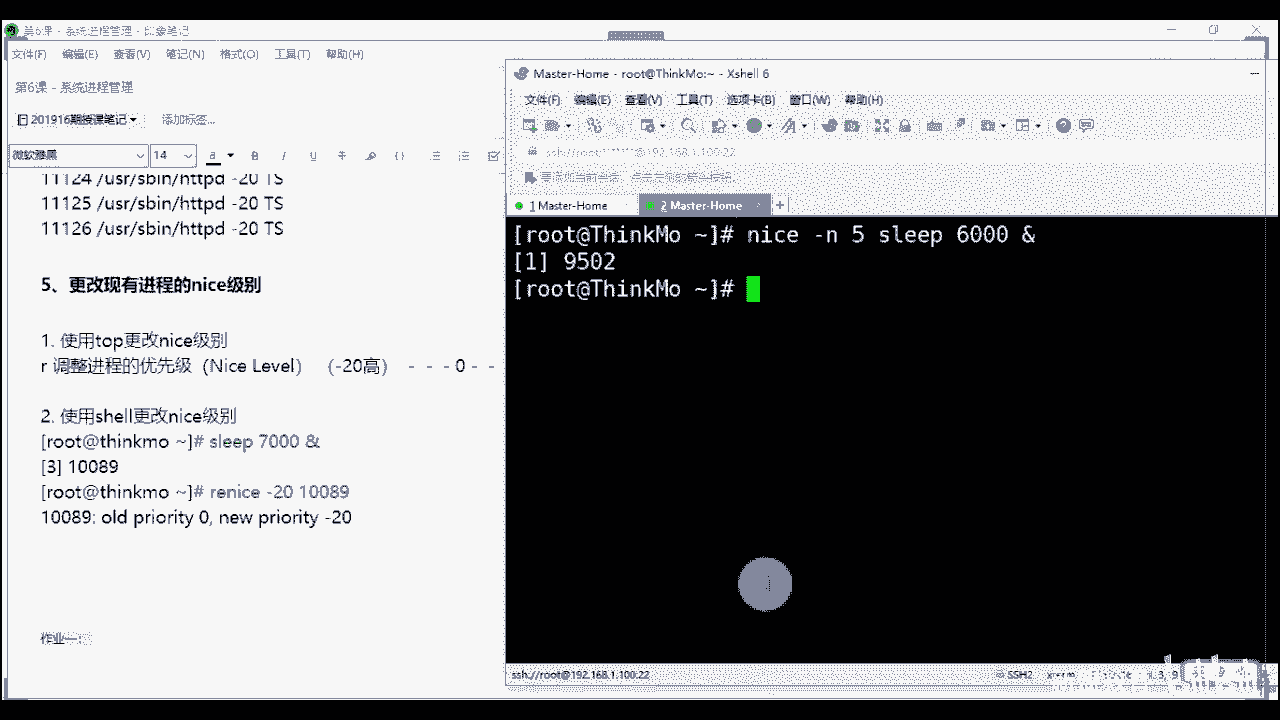 第6课 - 系统进程管理 - 印象笔记
文件(F) 编辑(E) 查看(V) 笔记(N) 格式(O) 工具(T) 帮助(H)
第6课 - 系统进程管理
201916期授课笔记 添加标签...
微软雅黑 14 a B I U T
11124 /usr/sbin/httpd -20 TS
11125 /usr/sbin/httpd -20 TS
11126 /usr/sbin/httpd -20 TS
5、更改现有进程的nice级别
1. 使用top更改nice级别
r 调整进程的优先级（Nice Level） （-20高） - - - 0 - -
2. 使用shell更改nice级别
[root@thinkmo ~]# sleep 7000 &
[3] 10089
[root@thinkmo ~]# renice -20 10089
10089: old priority 0, new priority -20
作业一:
Master-Home - root@ThinkMo:~ - Xshell 6
文件(F) 编辑(E) 查看(V) 工具(T) 选项卡(B) 窗口(W) 帮助(H)
1 Master-Home 2 Master-Home +
[root@ThinkMo ~]# nice -n 5 sleep 6000 &
[1] 9502
[root@ThinkMo ~]#
ssh://root@192.168.1.100:22 SSH2